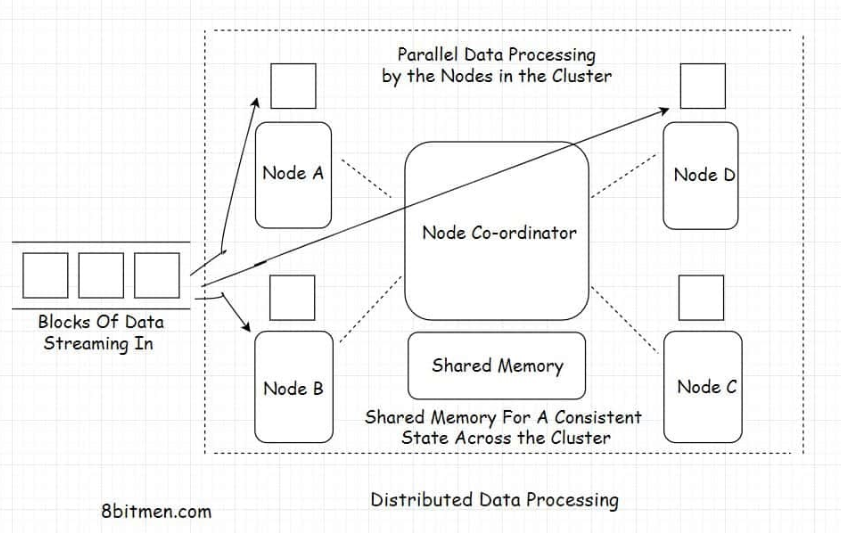 Parallel Data Processing
by the Nodes in the Cluster
Node A
Node D
Node Co-ordinator
Blocks Of Data
Streaming In
Node B
Shared Memory
Node C
Shared Memory For A Consistent
State Across the Cluster
Distributed Data Processing
8bitmen.com